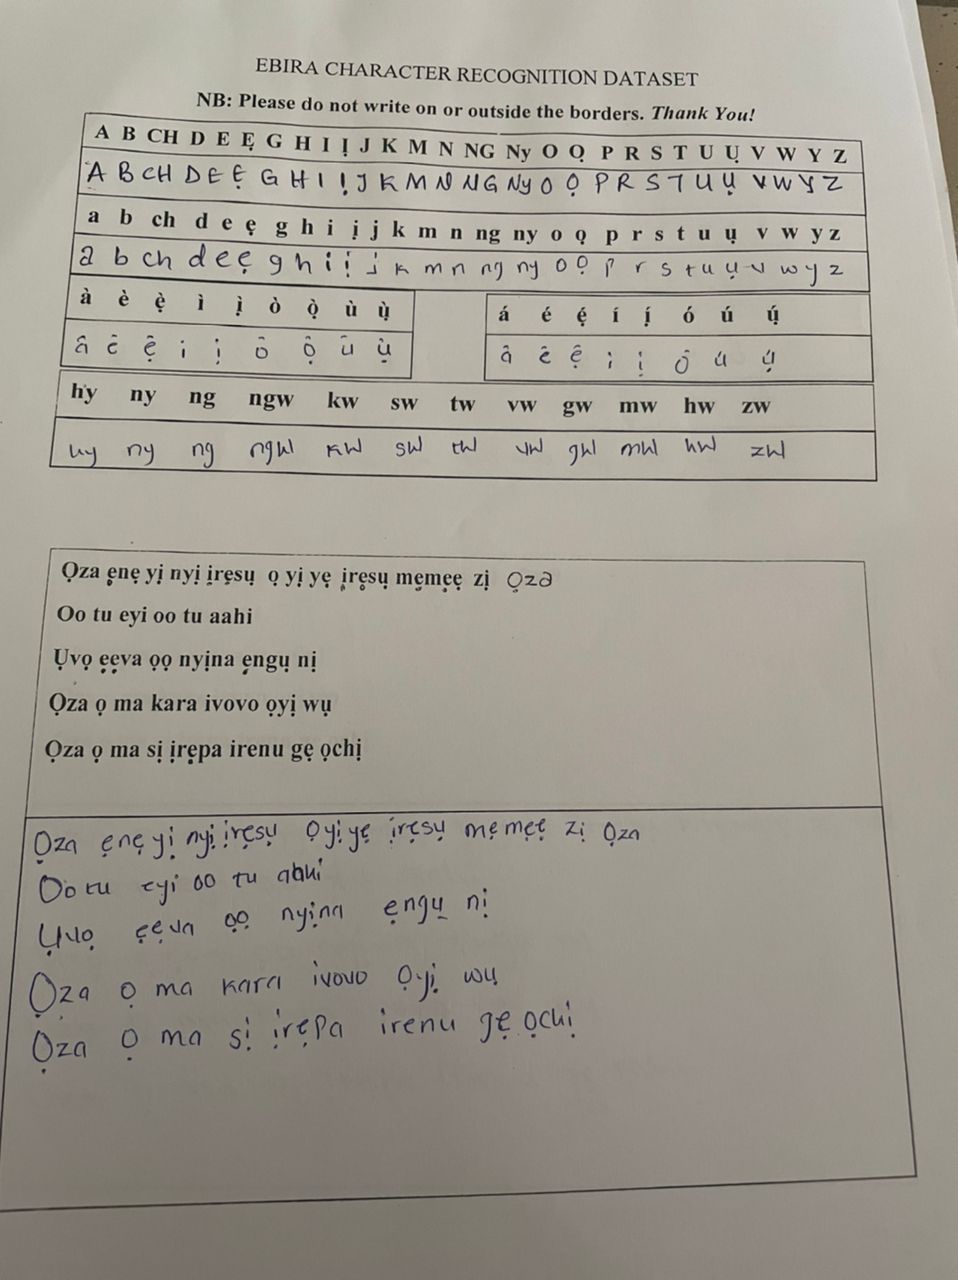 EBIRA CHARACTER RECOGNITION DATASET
NB: Please do not write on or outside the borders. Thank You!
A B CH D E Ẹ G H I Ị J K M N NG Ny O Ọ P R S T U Ụ V W Y Z
A B CH D E Ẹ G H I Ị J K M N NG Ny O Ọ P R S T U Ụ V W Y Z
a b ch d e ẹ g h i ị j k m n ng ny o ọ p r s t u ụ v w y z
a b ch d e ẹ g h i ị j k m n ng ny o ọ p r s t u ụ v w y z
à è ẹ̀ ì ị̀ ò ọ̀ ù ụ̀
á é ẹ́ í ị́ ó ú ụ́
â ê ệ i ị ô ộ û ụ̀
â ê ệ i ị ô ú ụ́
hy ny ng ngw kw sw tw vw gw mw hw zw
hy ny ng ngw kw sw tw vw gw mw hw zw
Ọza ẹnẹ yị nyị ịrẹsụ ọ yị yẹ ịrẹsụ mẹmẹẹ zị ọza
Oo tu eyi oo tu aahi
Ụvọ ẹẹva ọọ nyịna ẹngụ nị
Ọza ọ ma kara ivovo ọyị wụ
Ọza ọ ma sị ịrẹpa irenu gẹ ọchị
Ọza ẹnẹ yị nyị ịrẹsụ ọyị yẹ ịrẹsụ mẹ mẹẹ zị ọza
Oo tu eyi oo tu aahi
Ụvọ ẹẹva ọọ nyịna ẹngụ nị
Ọza ọ ma kara ivovo ọyị wụ
Ọza ọ ma sị ịrẹpa irenu gẹ ọchị